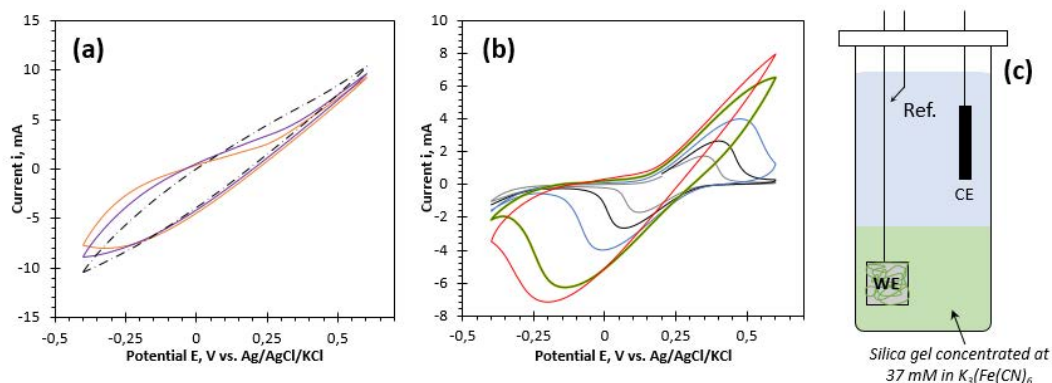 (a)
15
10
5
0
-5
-10
-15
Current i, mA
-0,5
-0,25
0
0,25
0,5
Potential E, V vs. Ag/AgCl/KCl
(b)
10
8
6
4
2
0
-2
-4
-6
-8
Current i, mA
-0,5
-0,25
0
0,25
0,5
Potential E, V vs. Ag/AgCl/KCl
(c)
Ref.
CE
WE
Silica gel concentrated at
37 mM in K3(Fe(CN)6